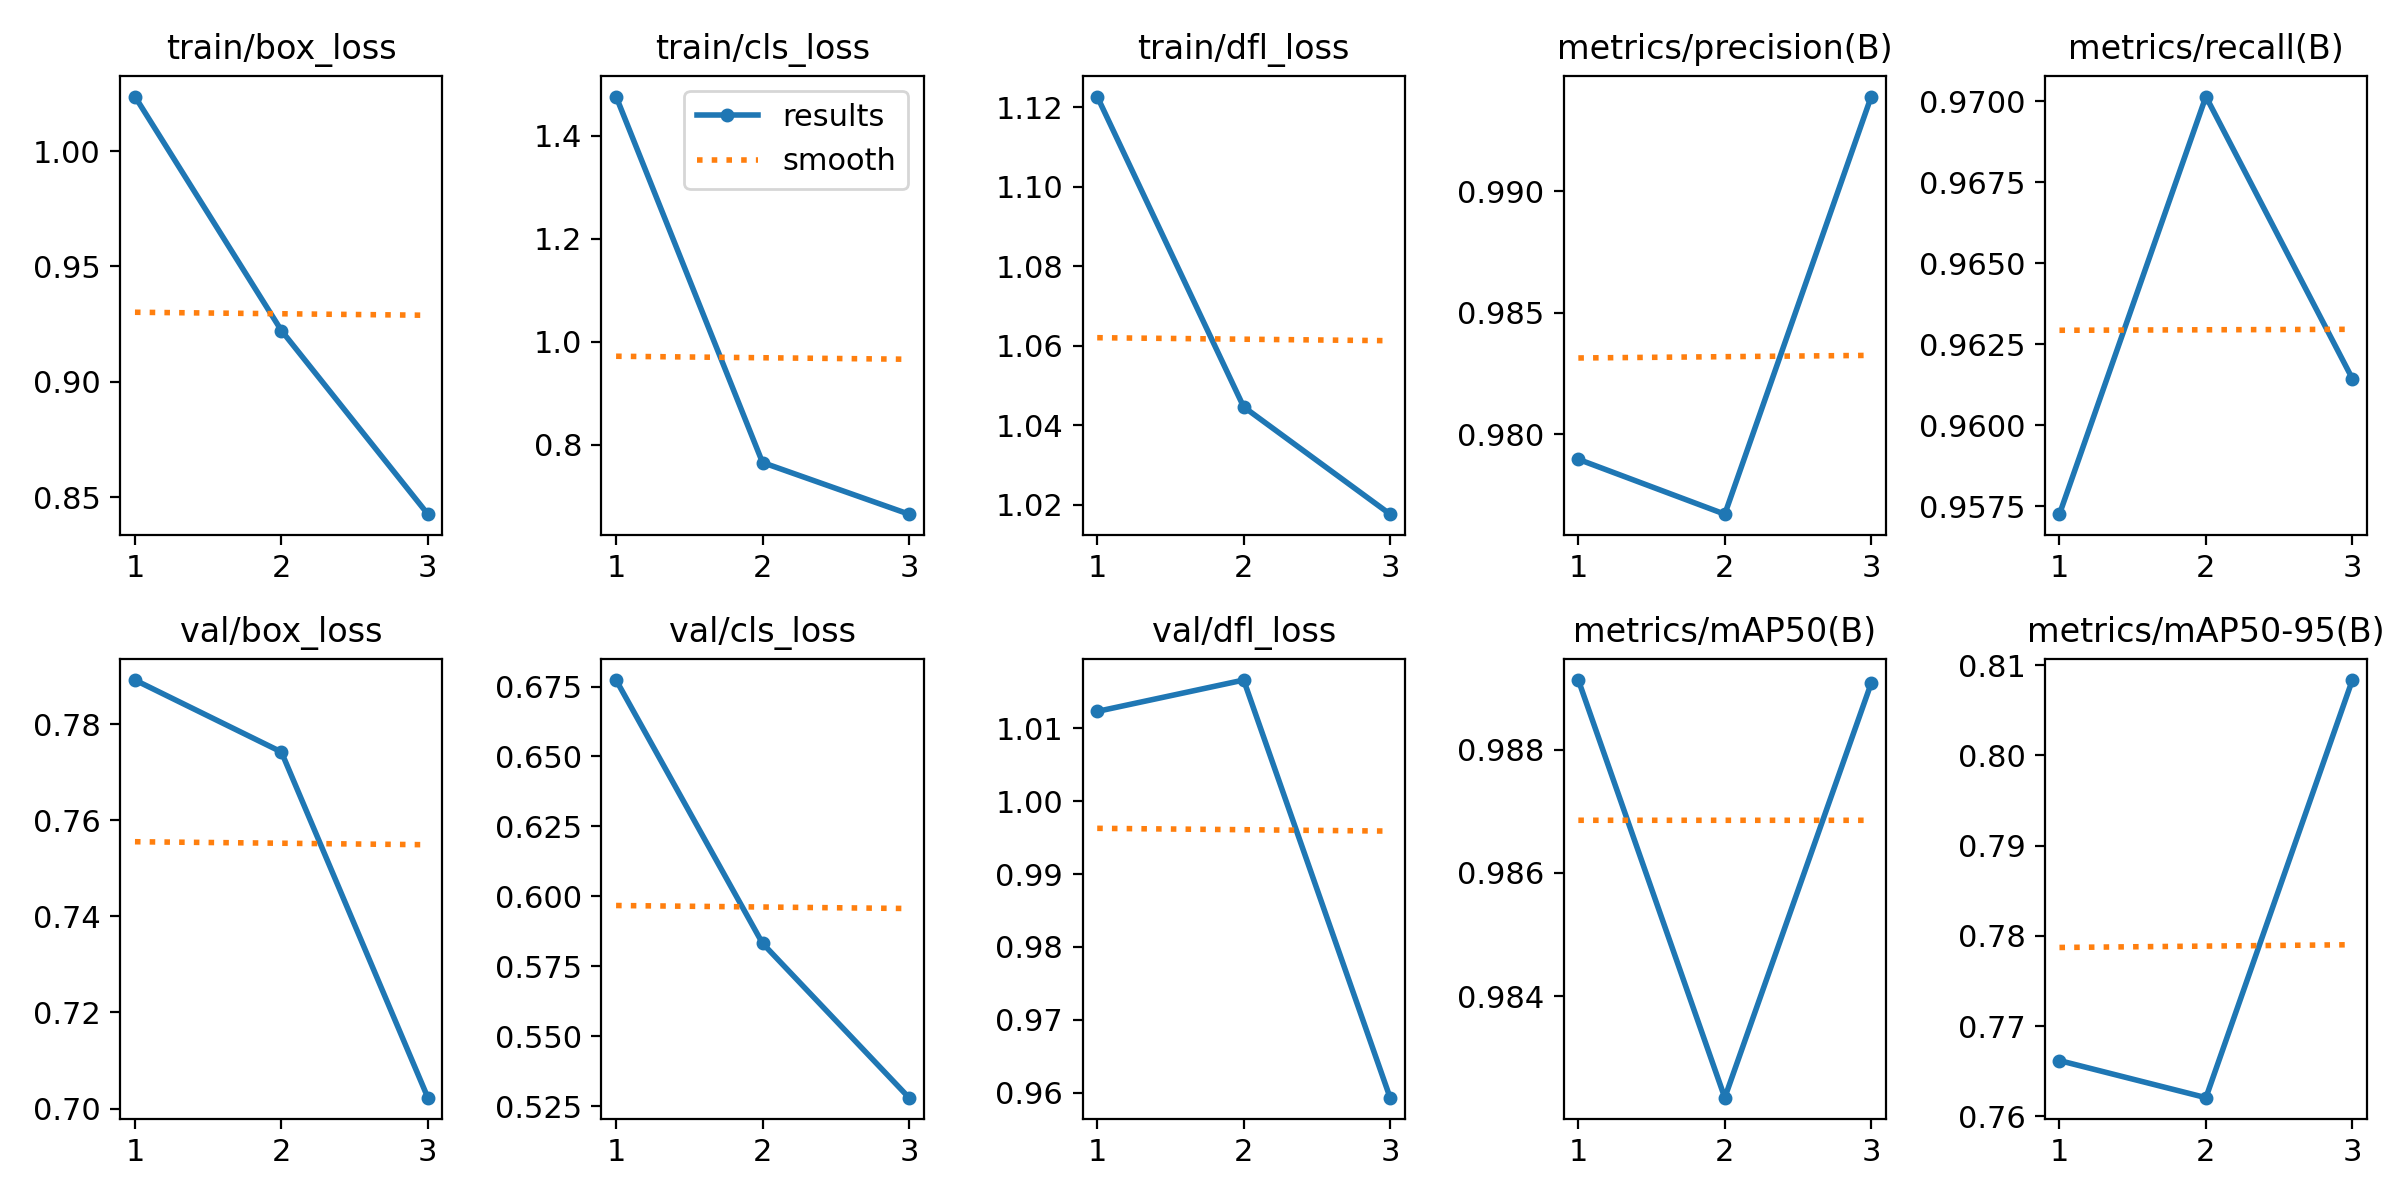 train/box_loss
1.00
0.95
0.90
0.85
1 2 3
train/cls_loss
results
smooth
1.4
1.2
1.0
0.8
1 2 3
train/dfl_loss
1.12
1.10
1.08
1.06
1.04
1.02
1 2 3
metrics/precision(B)
0.990
0.985
0.980
1 2 3
metrics/recall(B)
0.9700
0.9675
0.9650
0.9625
0.9600
0.9575
1 2 3
val/box_loss
0.78
0.76
0.74
0.72
0.70
1 2 3
val/cls_loss
0.675
0.650
0.625
0.600
0.575
0.550
0.525
1 2 3
val/dfl_loss
1.01
1.00
0.99
0.98
0.97
0.96
1 2 3
metrics/mAP50(B)
0.988
0.986
0.984
1 2 3
metrics/mAP50-95(B)
0.81
0.80
0.79
0.78
0.77
0.76
1 2 3